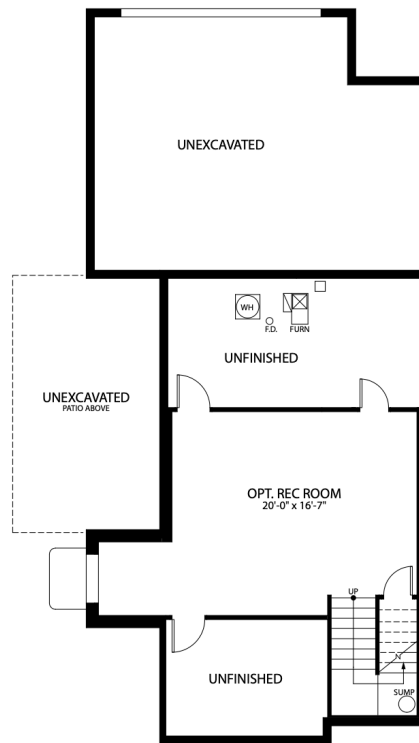 UNEXCAVATED
WH
F.D.
FURN
UNFINISHED
UNEXCAVATED
PATIO ABOVE
OPT. REC ROOM
20'-0" x 16'-7"
UP
UNFINISHED
SUMP